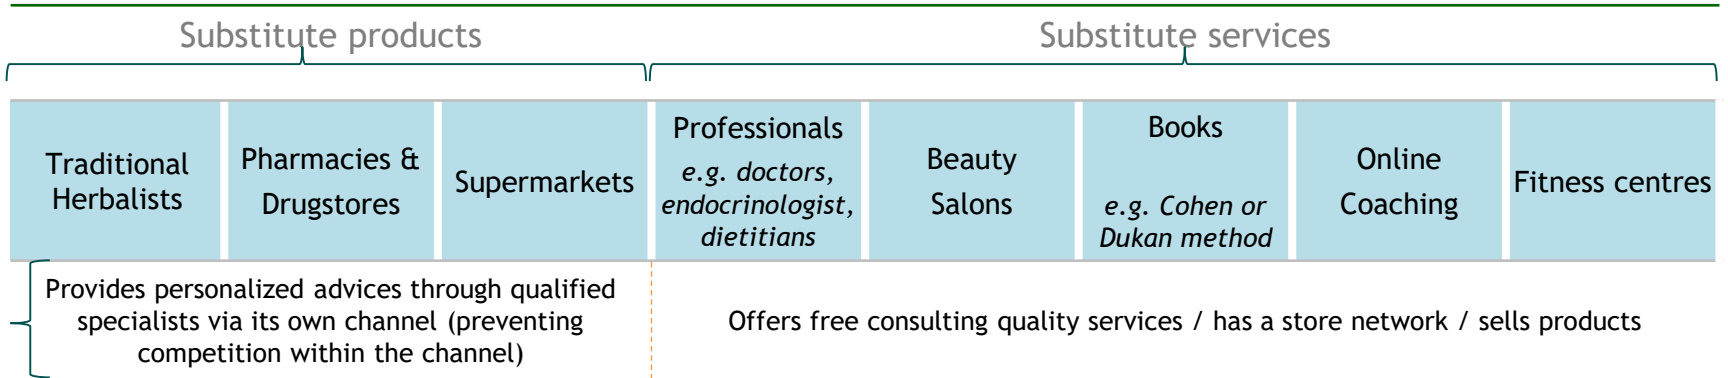 Substitute products
Substitute services
Traditional
Herbalists
Pharmacies &
Drugstores
Supermarkets
Professionals
e.g. doctors,
endocrinologist,
dietitians
Beauty
Salons
Books
e.g. Cohen or
Dukan method
Online
Coaching
Fitness centres
Provides personalized advices through qualified
specialists via its own channel (preventing
competition within the channel)
Offers free consulting quality services / has a store network / sells products